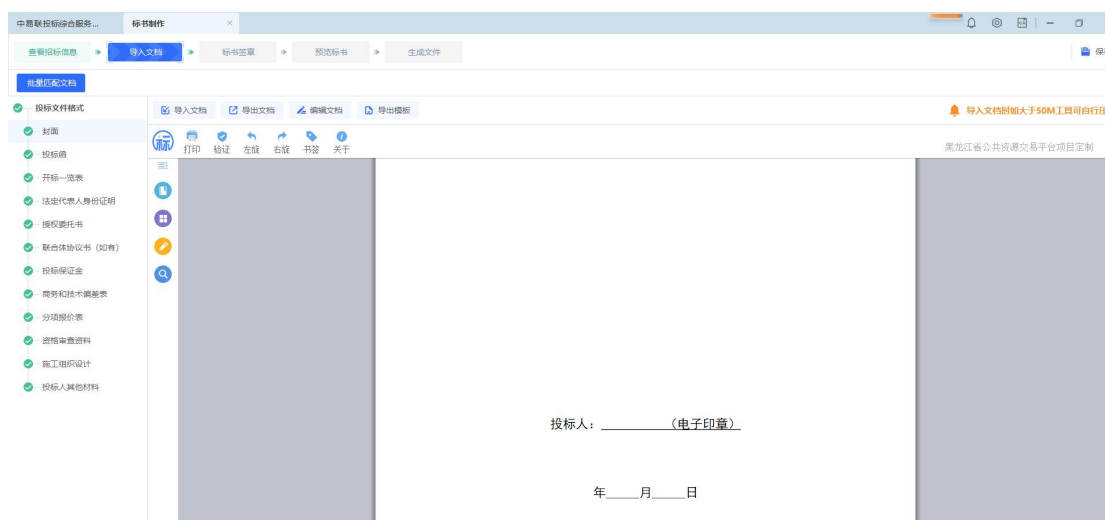 中易联投标综合服务... 标书制作 ×
查看招标信息 导入文档 标书签章 预览标书 生成文件
批量匹配文档
投标文件格式
封面
投标函
开标一览表
法定代表人身份证明
授权委托书
联合体协议书（如有）
投标保证金
商务和技术偏差表
分项报价表
资格审查资料
施工组织设计
投标人其他材料
导入文档 导出文档 编辑文档 导出模板
导入文档时如大于50M工具可自行压
标 打印 验证 左旋 右旋 书签 关于
黑龙江省公共资源交易平台项目定制
投标人：________（电子印章）
年_____月_____日